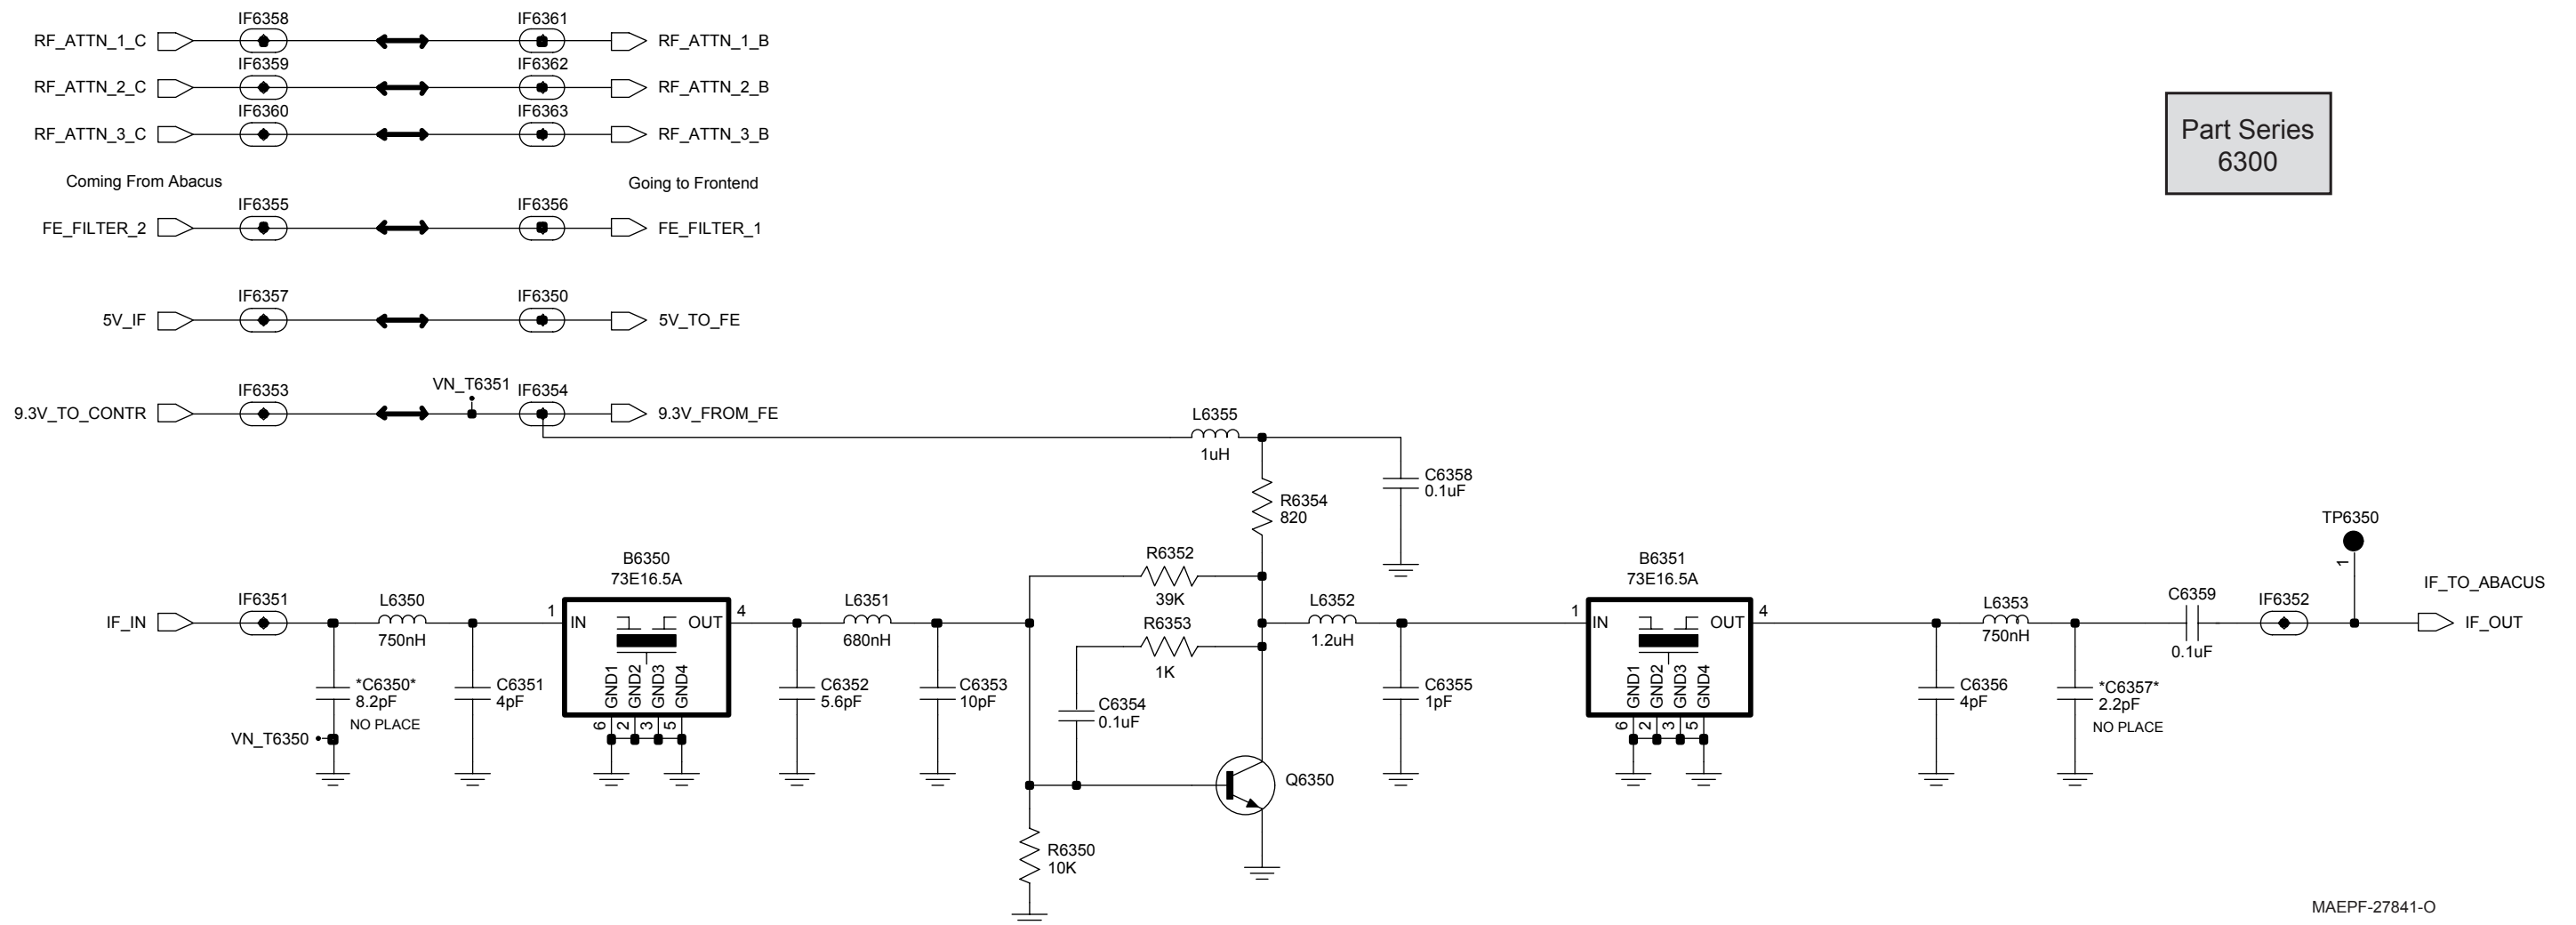 IF6358
IF6361
RF_ATTN_1_C
RF_ATTN_1_B
IF6359
IF6362
RF_ATTN_2_C
RF_ATTN_2_B
IF6360
IF6363
RF_ATTN_3_C
RF_ATTN_3_B
Part Series
6300
Coming From Abacus
Going to Frontend
IF6355
IF6356
FE_FILTER_2
FE_FILTER_1
IF6357
IF6350
5V_IF
5V_TO_FE
VN_T6351
IF6353
IF6354
9.3V_TO_CONTR
9.3V_FROM_FE
L6355
1uH
C6358
0.1uF
R6354
820
TP6350
1
B6350
73E16.5A
R6352
39K
B6351
73E16.5A
IF_TO_ABACUS
IF_IN
IF6351
L6350
750nH
1
IN
OUT
4
GND1
GND2
GND3
GND4
6
2
3
5
L6351
680nH
R6353
1K
L6352
1.2uH
1
IN
OUT
4
GND1
GND2
GND3
GND4
6
2
3
5
L6353
750nH
C6359
0.1uF
IF6352
IF_OUT
*C6350*
8.2pF
NO PLACE
VN_T6350
C6351
4pF
C6352
5.6pF
C6353
10pF
C6354
0.1uF
C6355
1pF
C6356
4pF
*C6357*
2.2pF
NO PLACE
Q6350
R6350
10K
MAEPF-27841-O